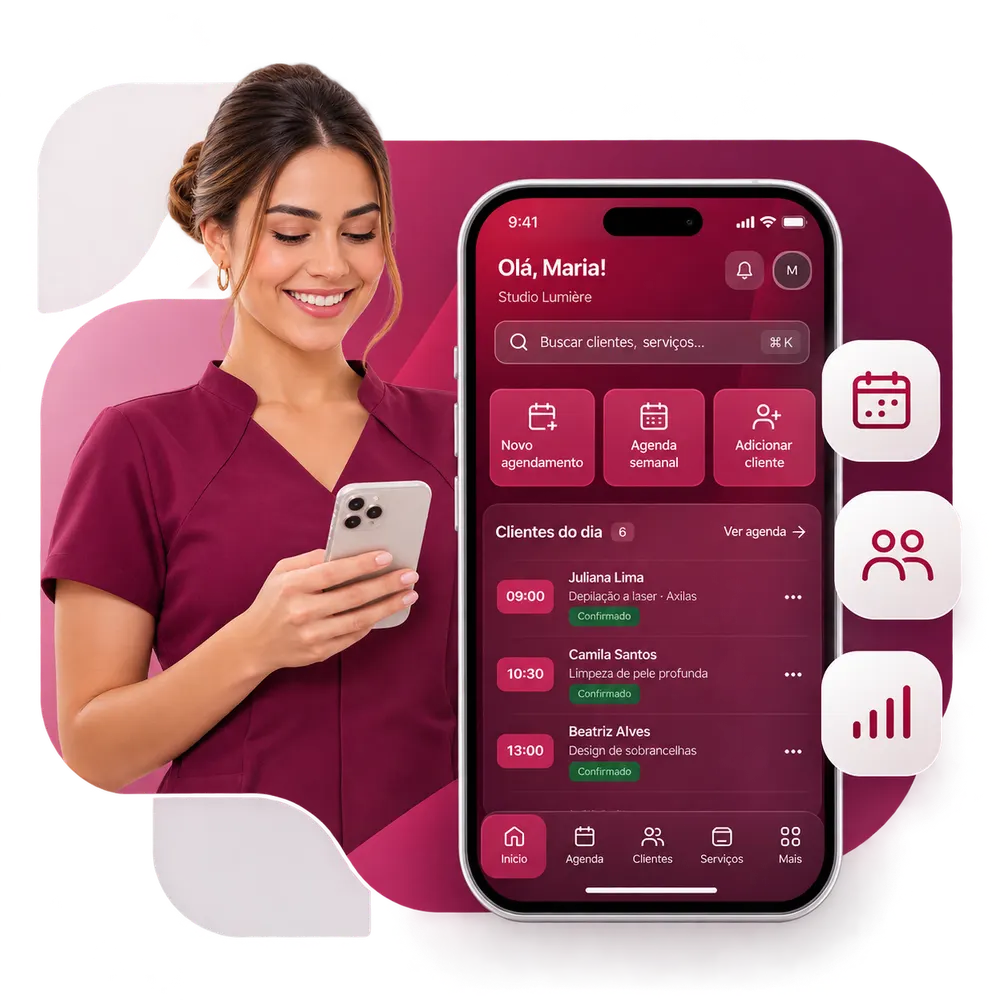 9:41
Olá, Maria!
M
Studio Lumière
Buscar clientes, serviços...
⌘ K
Novo
agendamento
Agenda
semanal
Adicionar
cliente
Clientes do dia
6
Ver agenda →
09:00
Juliana Lima
Depilação a laser · Axilas
Confirmado
10:30
Camila Santos
Limpeza de pele profunda
Confirmado
13:00
Beatriz Alves
Design de sobrancelhas
Confirmado
Inicio
Agenda
Clientes
Serviços
Mais